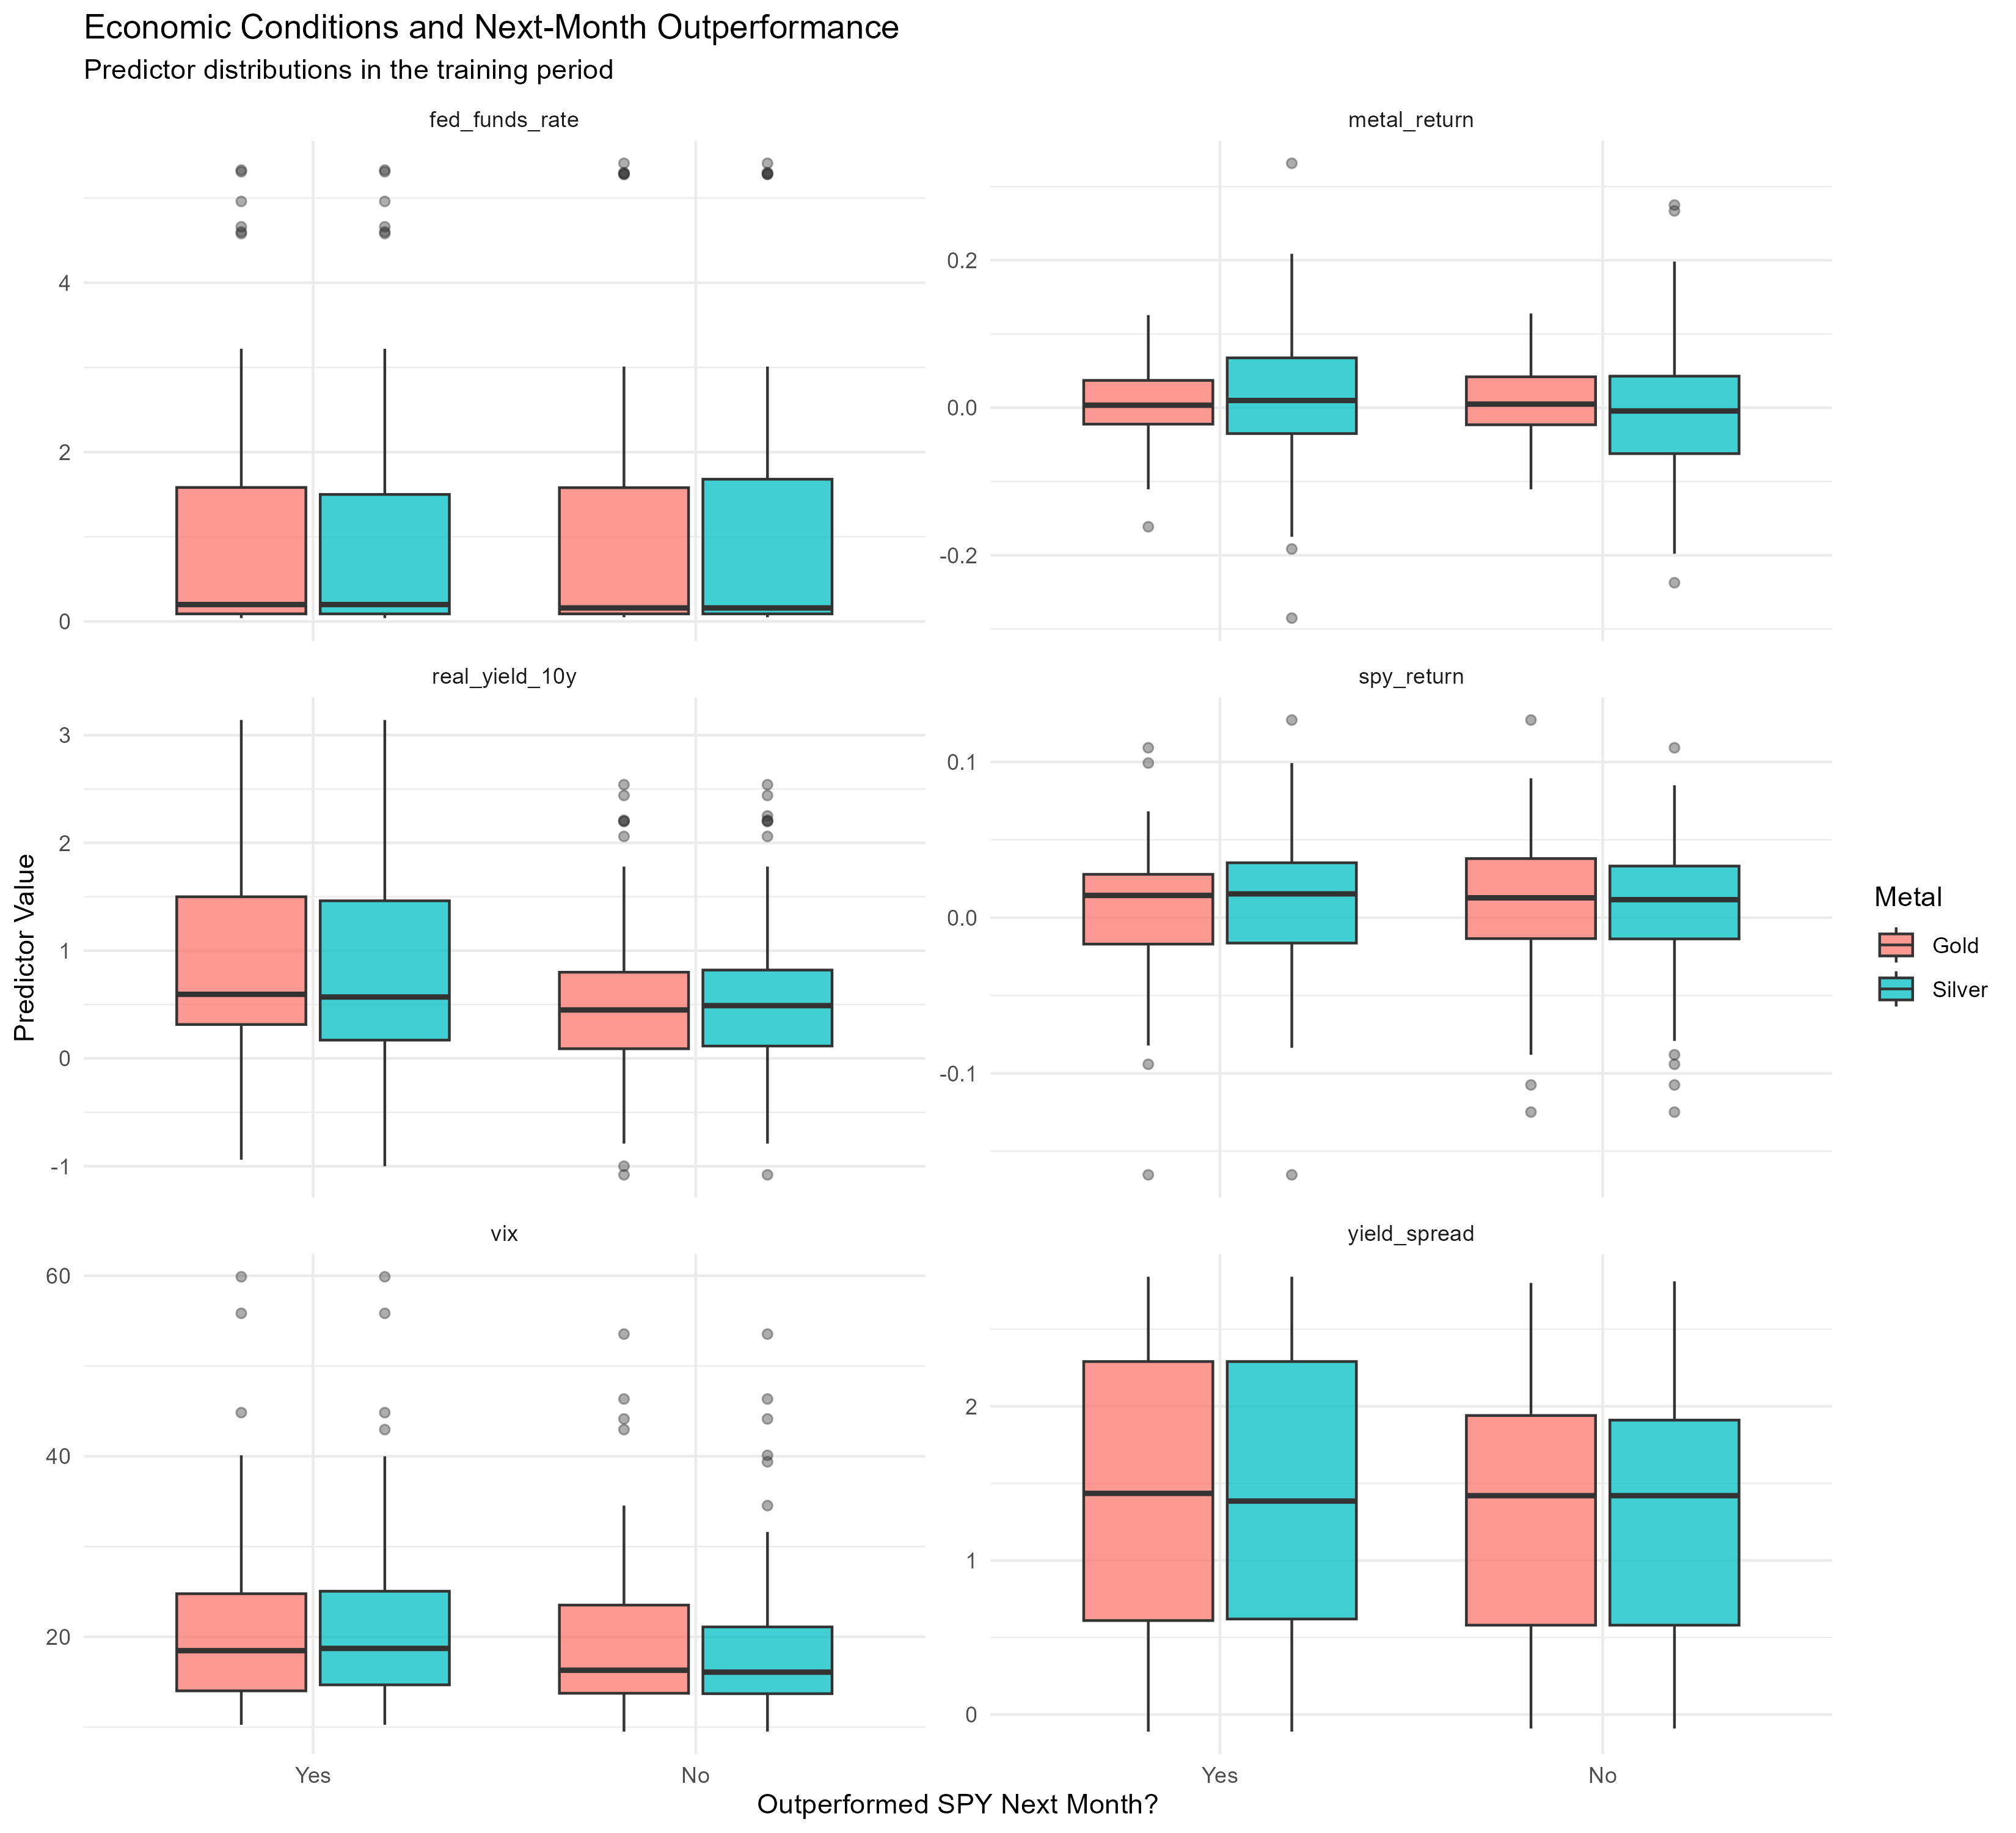 Economic Conditions and Next-Month Outperformance
Predictor distributions in the training period
fed_funds_rate
metal_return
4
2
0
0.2
0.0
-0.2
real_yield_10y
spy_return
3
2
1
0
-1
0.1
0.0
-0.1
vix
yield_spread
60
40
20
2
1
0
Yes
No
Yes
No
Outperformed SPY Next Month?
Predictor Value
Metal
Gold
Silver